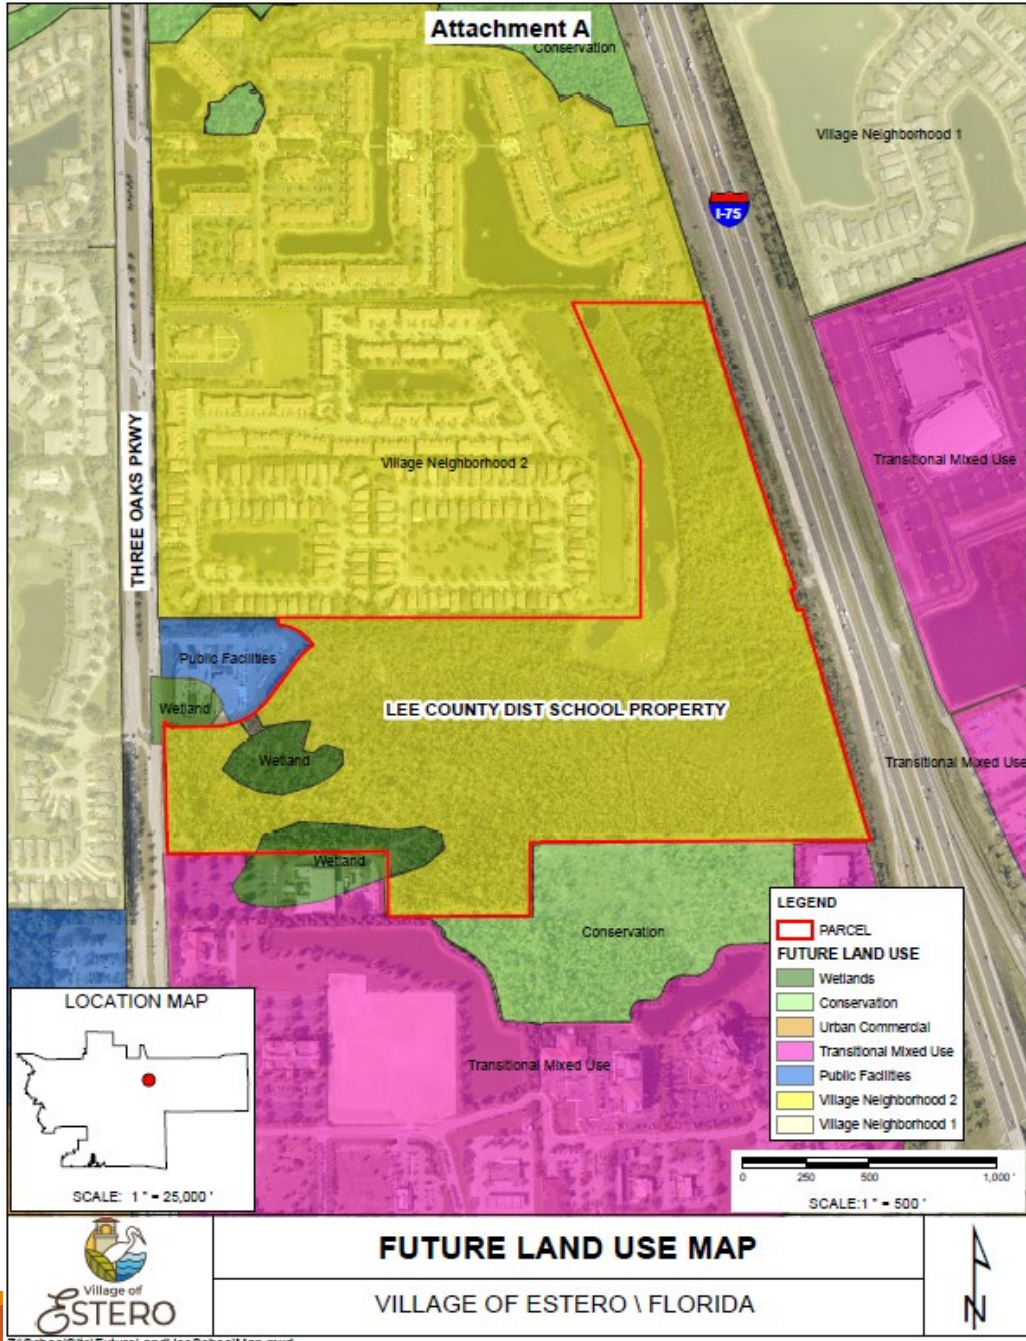 Attachment A
Conservation
Village Neighborhood 1
I-75
THREE OAKS PKWY
Village Neighborhood 2
Transitional Mixed Use
Public Facilities
Wetland
LEE COUNTY DIST SCHOOL PROPERTY
Wetland
Transitional Mixed Use
Wetland
Conservation
LEGEND
PARCEL
FUTURE LAND USE
Wetlands
Conservation
Urban Commercial
Transitional Mixed Use
Public Facilities
Village Neighborhood 2
Village Neighborhood 1
LOCATION MAP
SCALE: 1 " = 25,000 '
Transitional Mixed Use
0 250 500 1,000 '
SCALE:1 " = 500 '
Village of
ESTERO
FUTURE LAND USE MAP
VILLAGE OF ESTERO \ FLORIDA
N